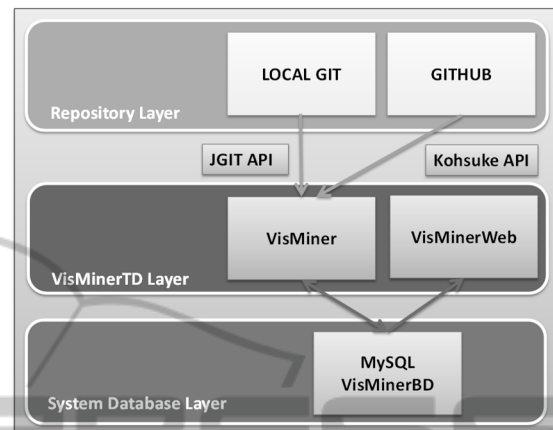 LOCAL GIT
GITHUB
Repository Layer
JGIT API
Kohsuke API
VisMiner
VisMinerWeb
VisMinerTD Layer
MySQL
VisMinerBD
System Database Layer